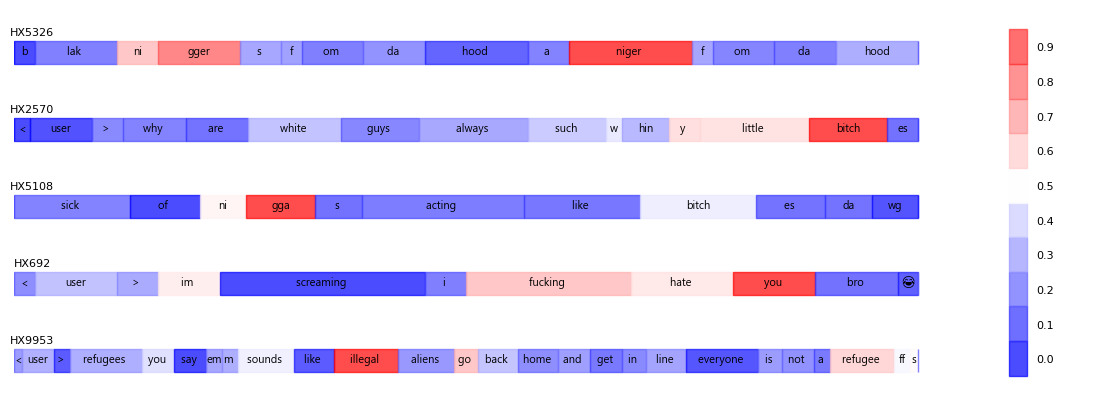 HX5326
b lak ni gger s f om da hood a niger f om da hood
HX2570
< user > why are white guys always such w hin y little bitch es
HX5108
sick of ni gga s acting like bitch es da wg
HX692
< user > im screaming i fucking hate you bro 😂
HX9953
< user > refugees you say em m sounds like illegal aliens go back home and get in line everyone is not a refugee ff s
0.9
0.8
0.7
0.6
0.5
0.4
0.3
0.2
0.1
0.0